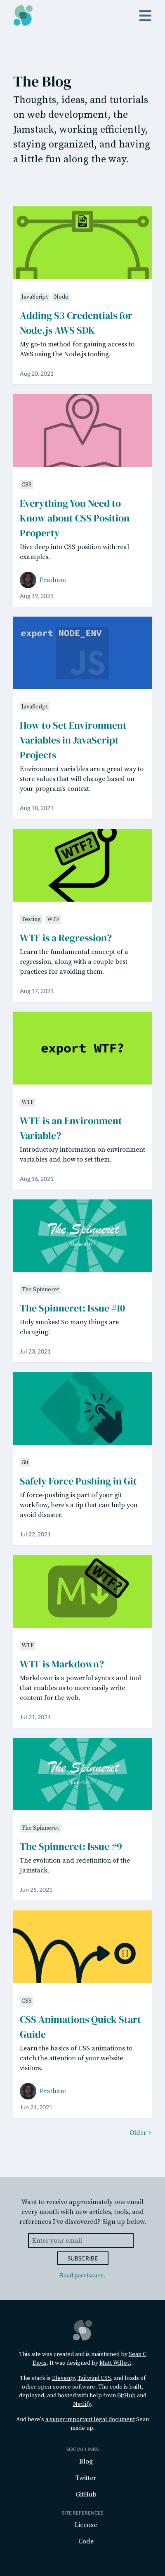 The Blog
Thoughts, ideas, and tutorials
on web development, the
Jamstack, working efficiently,
staying organized, and having
a little fun along the way.
JavaScript Node
Adding S3 Credentials for
Node.js AWS SDK
My go-to method for gaining access to
AWS using the Node.js tooling.
Aug 20, 2021
CSS
Everything You Need to
Know about CSS Position
Property
Dive deep into CSS position with real
examples.
Pratham
Aug 19, 2021
export NODE_ENV
JS
JavaScript
How to Set Environment
Variables in JavaScript
Projects
Environment variables are a great way to
store values that will change based on
your program's context.
Aug 18, 2021
WTF?
Testing WTF
WTF is a Regression?
Learn the fundamental concept of a
regression, along with a couple best
practices for avoiding them.
Aug 17, 2021
export WTF?
WTF
WTF is an Environment
Variable?
Introductory information on environment
variables and how to set them.
Aug 16, 2021
The Spinneret
The Spinneret
The Spinneret: Issue #10
Holy smokes! So many things are
changing!
Jul 23, 2021
Git
Safely Force Pushing in Git
If force-pushing is part of your git
workflow, here's a tip that can help you
avoid disaster.
Jul 22, 2021
M
WTF?
WTF
WTF is Markdown?
Markdown is a powerful syntax and tool
that enables us to more easily write
content for the web.
Jul 21, 2021
The Spinneret
The Spinneret
The Spinneret: Issue #9
The evolution and redefinition of the
Jamstack.
Jun 25, 2021
CSS
CSS Animations Quick Start
Guide
Learn the basics of CSS animations to
catch the attention of your website
visitors.
Pratham
Jun 24, 2021
Older >
Want to receive approximately one email
every month with new articles, tools, and
other resources I've discovered? Sign up below.
Enter your email
SUBSCRIBE
Read past issues.
This site was created and is maintained by Sean C
Davis. It was designed by Matt Willett.
The stack is Eleventy, Tailwind CSS, and loads of
other open source software. The code is built,
deployed, and hosted with help from GitHub and
Netlify.
And here's a super important legal document Sean
made up.
SOCIAL LINKS
Blog
Twitter
GitHub
SITE REFERENCES
License
Code